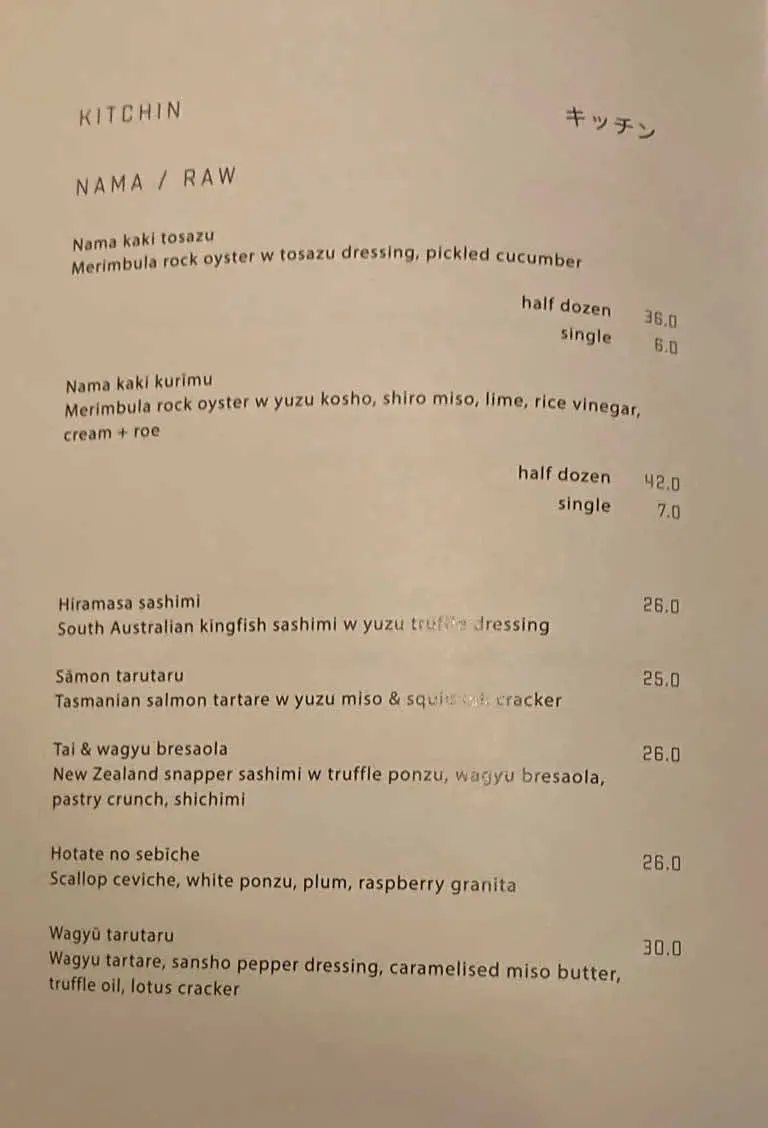 KITCHIN キッチン
NAMA / RAW
Nama kaki tosazu
Merimbula rock oyster w tosazu dressing, pickled cucumber
half dozen 36.0
single 6.0
Nama kaki kurīmu
Merimbula rock oyster w yuzu kosho, shiro miso, lime, rice vinegar,
cream + roe
half dozen 42.0
single 7.0
Hiramasa sashimi 26.0
South Australian kingfish sashimi w yuzu truffle dressing
Sāmon tarutaru 25.0
Tasmanian salmon tartare w yuzu miso & squid ink cracker
Tai & wagyu bresaola 26.0
New Zealand snapper sashimi w truffle ponzu, wagyu bresaola,
pastry crunch, shichimi
Hotate no sebīche 26.0
Scallop ceviche, white ponzu, plum, raspberry granita
Wagyū tarutaru 30.0
Wagyu tartare, sansho pepper dressing, caramelised miso butter,
truffle oil, lotus cracker